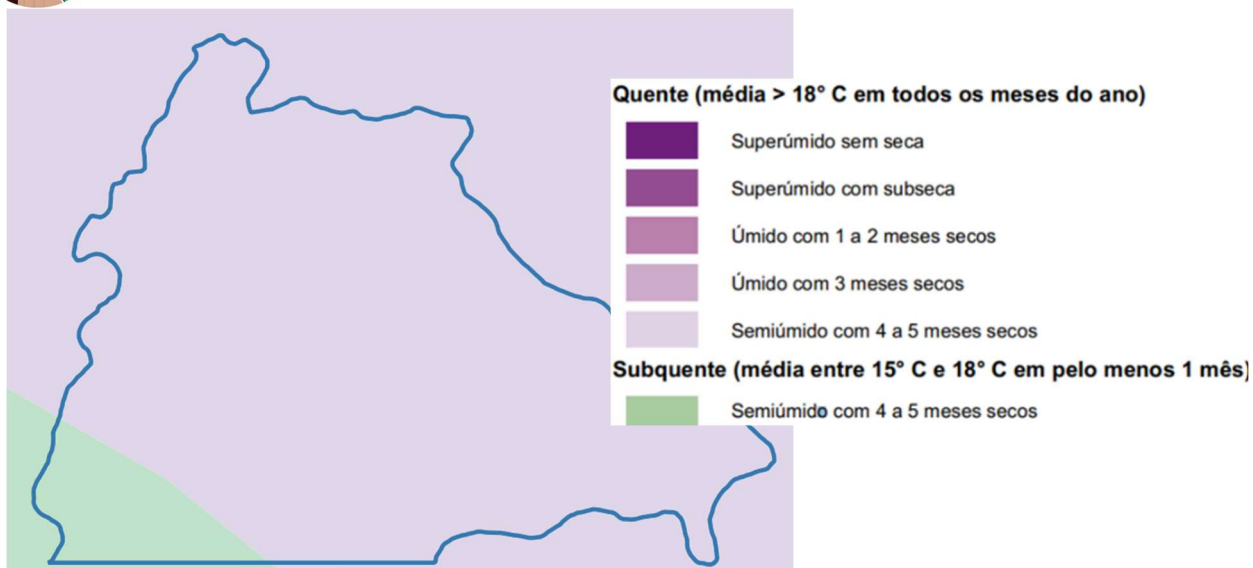 Quente (média > 18° C em todos os meses do ano)
Superúmido sem seca
Superúmido com subseca
Úmido com 1 a 2 meses secos
Úmido com 3 meses secos
Semiúmido com 4 a 5 meses secos
Subquente (média entre 15° C e 18° C em pelo menos 1 mês)
Semiúmido com 4 a 5 meses secos